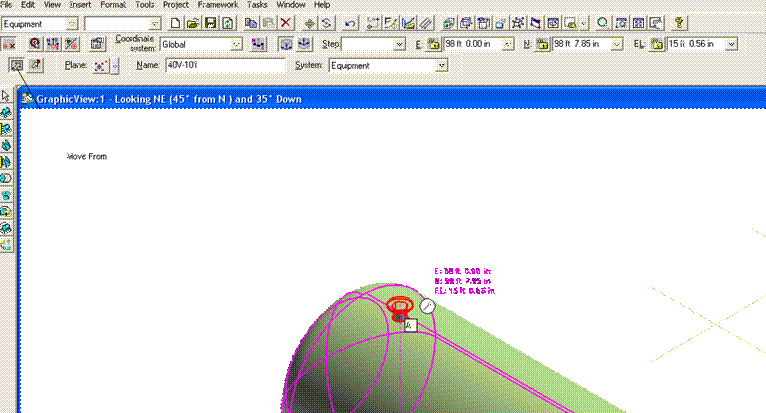 File Edit View Insert Format Tools Project Framework Tasks Window Help
Equipment
Coordinate system: Global Step: E: 98 ft 0.00 in N: 98 ft 7.85 in EL: 15 ft 0.56 in
Plane: Name: 40V-101 System: Equipment
GraphicView:1 - Looking NE (45° from N ) and 35° Down
Move From
E: 98 ft 0.00 in
N: 98 ft 7.85 in
EL: 15 ft 0.56 in
A